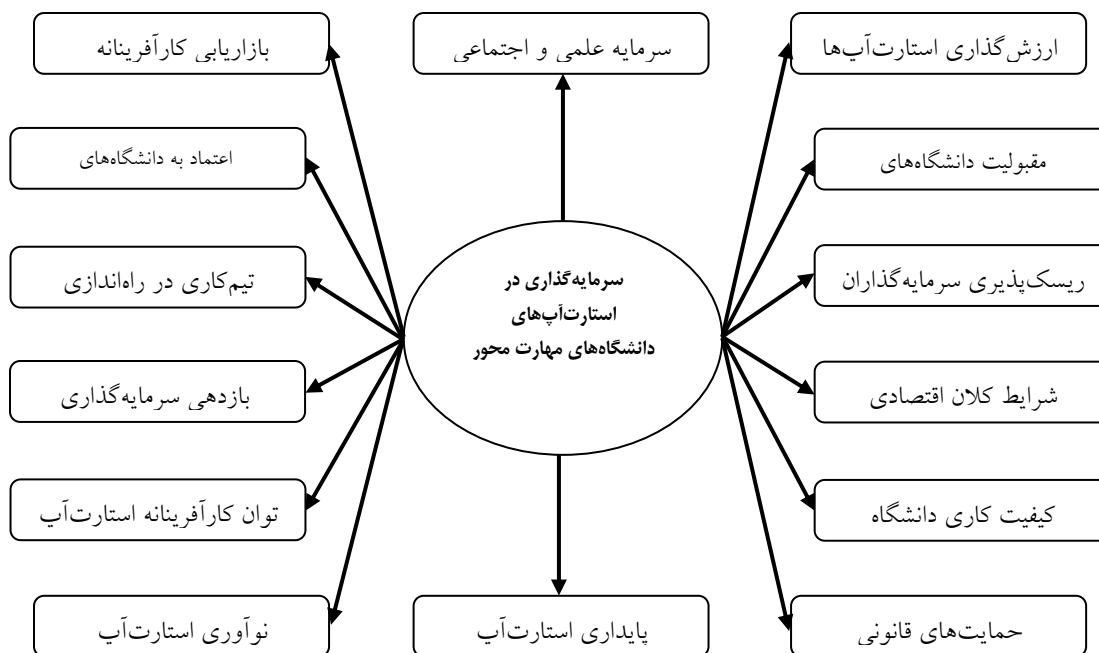 ارزش‌گذاری استارت‌آپ‌ها
سرمایه علمی و اجتماعی
بازاریابی کارآفرینانه
مقبولیت دانشگاه‌های
اعتماد به دانشگاه‌های
ریسک‌پذیری سرمایه‌گذاران
سرمایه‌گذاری در
استارت‌آپ‌های
دانشگاه‌های مهارت محور
تیم‌کاری در راه‌اندازی
شرایط کلان اقتصادی
بازدهی سرمایه‌گذاری
کیفیت کاری دانشگاه
توان کارآفرینانه استارت‌آپ
حمایت‌های قانونی
پایداری استارت‌آپ
نوآوری استارت‌آپ